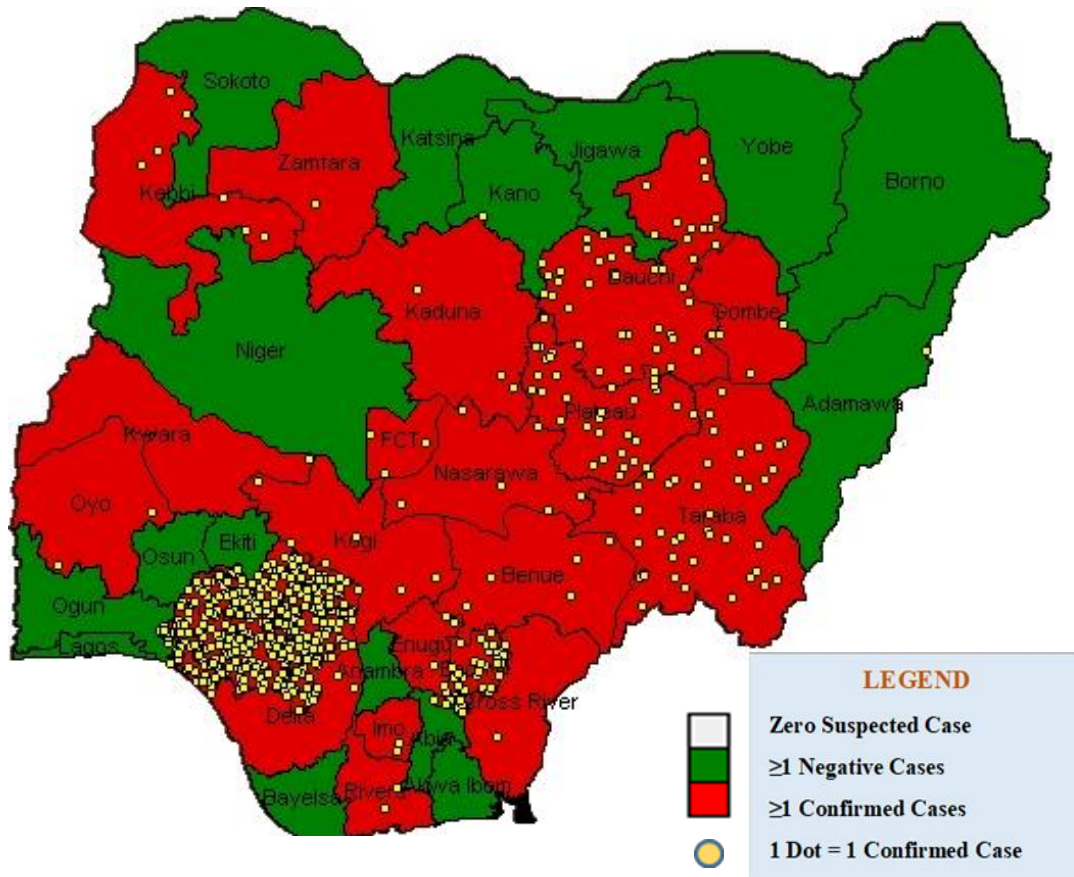 Sokoto
Katsina
Zamfara
Jigawa
Yobe
Borno
Kano
Kebbi
Bauchi
Gombe
Kaduna
Niger
Adamawa
Plateau
Kwara
FCT
Nasarawa
Oyo
Taraba
Kogi
Ekiti
Osun
Benue
Ogun
Lagos
Enugu
Anambra
Cross River
Delta
Imo
Abia
Rivers
Akwa Ibom
Bayelsa
LEGEND
Zero Suspected Case
≥1 Negative Cases
≥1 Confirmed Cases
1 Dot = 1 Confirmed Case